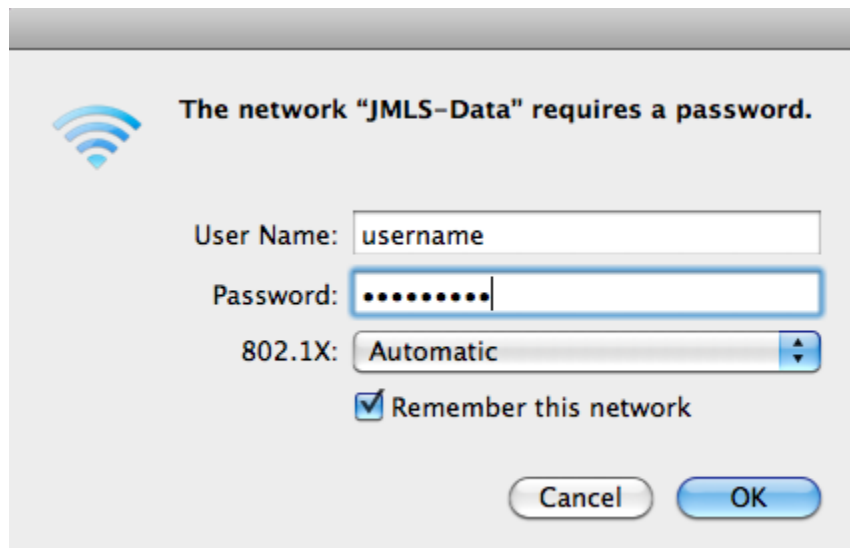 The network “JMLS-Data” requires a password.
User Name: username
Password: •••••••••
802.1X: Automatic
Remember this network
Cancel OK